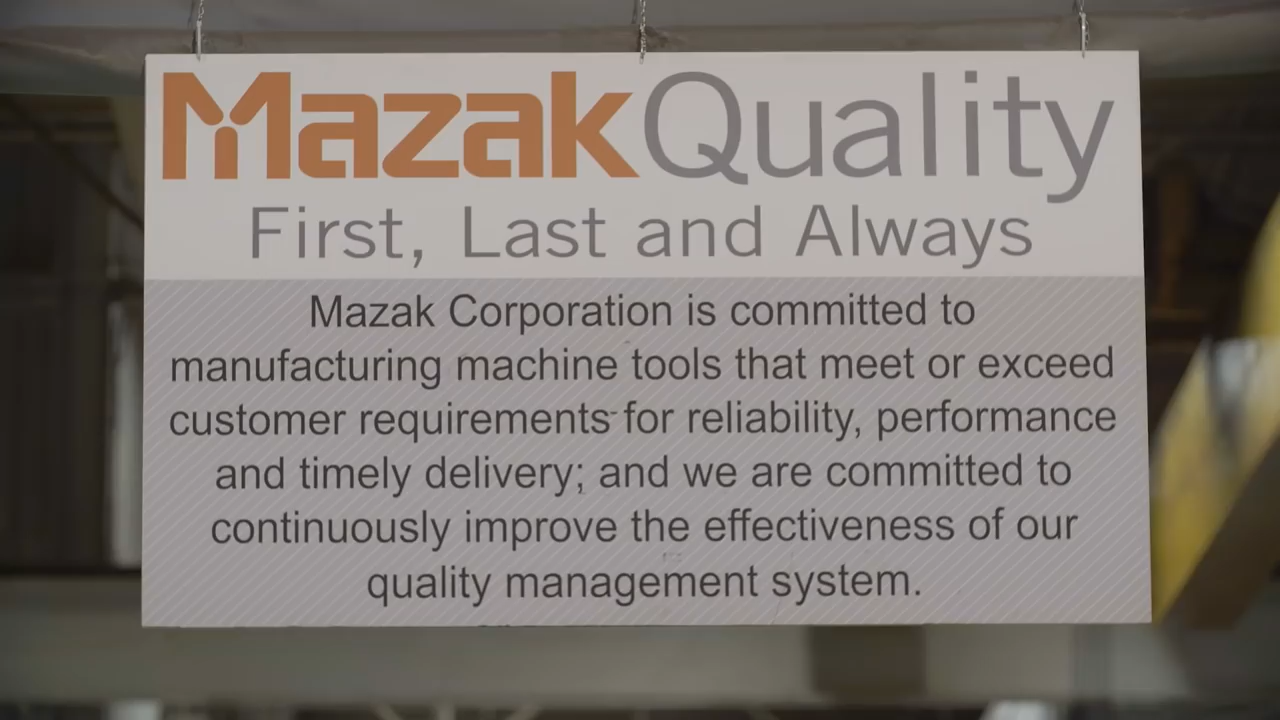 Mazak Quality
First, Last and Always
Mazak Corporation is committed to
manufacturing machine tools that meet or exceed
customer requirements for reliability, performance
and timely delivery; and we are committed to
continuously improve the effectiveness of our
quality management system.